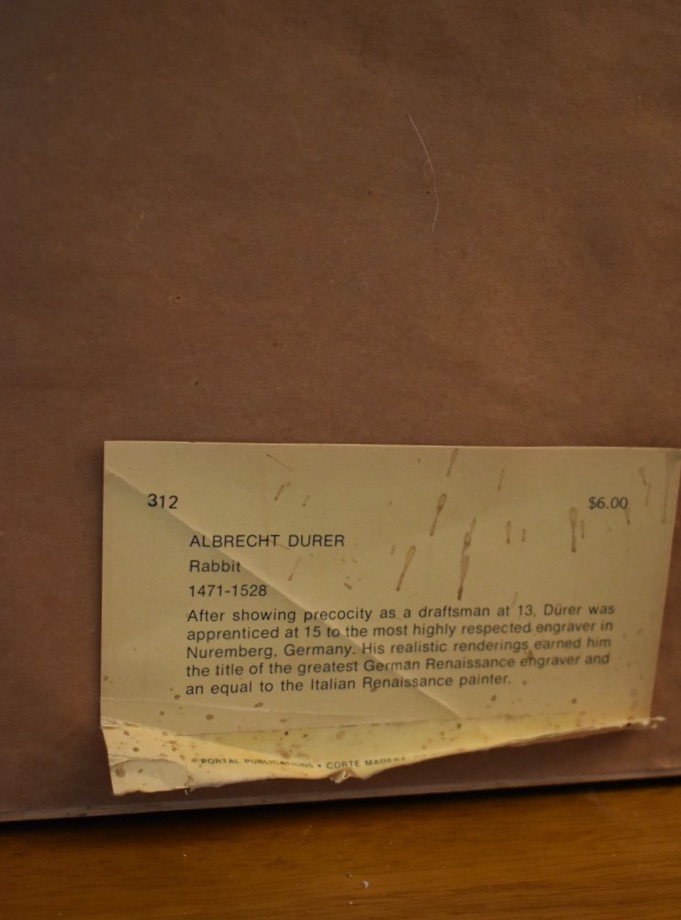 312 $6.00
ALBRECHT DURER
Rabbit
1471-1528
After showing precocity as a draftsman at 13, Dürer was
apprenticed at 15 to the most highly respected engraver in
Nuremberg, Germany. His realistic renderings earned him
the title of the greatest German Renaissance engraver and
an equal to the Italian Renaissance painter.
PORTAL PUBLICATIONS • CORTE MADERA